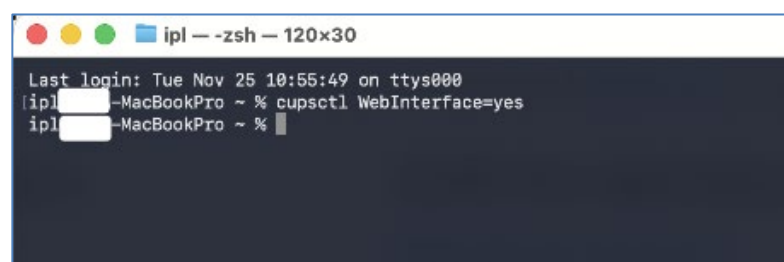 ipl — -zsh — 120×30
Last login: Tue Nov 25 10:55:49 on ttys000
[ipl -MacBookPro ~ % cupsctl WebInterface=yes
ipl -MacBookPro ~ %